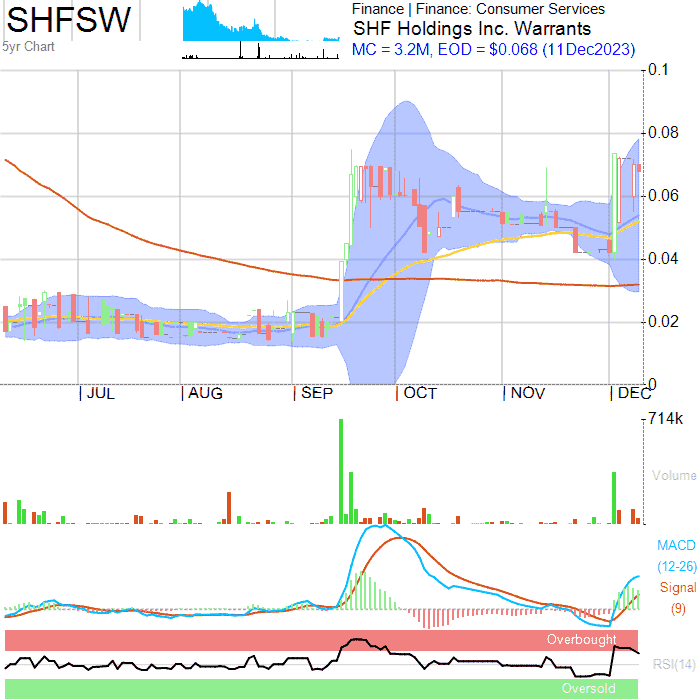 SHFSW
5yr Chart
Finance | Finance: Consumer Services
SHF Holdings Inc. Warrants
MC = 3.2M, EOD = $0.068 (11Dec2023)
0.1
0.08
0.06
0.04
0.02
0
JUL AUG SEP OCT NOV DEC
714k
Volume
MACD
(12-26)
Signal
(9)
Overbought
RSI(14)
Oversold